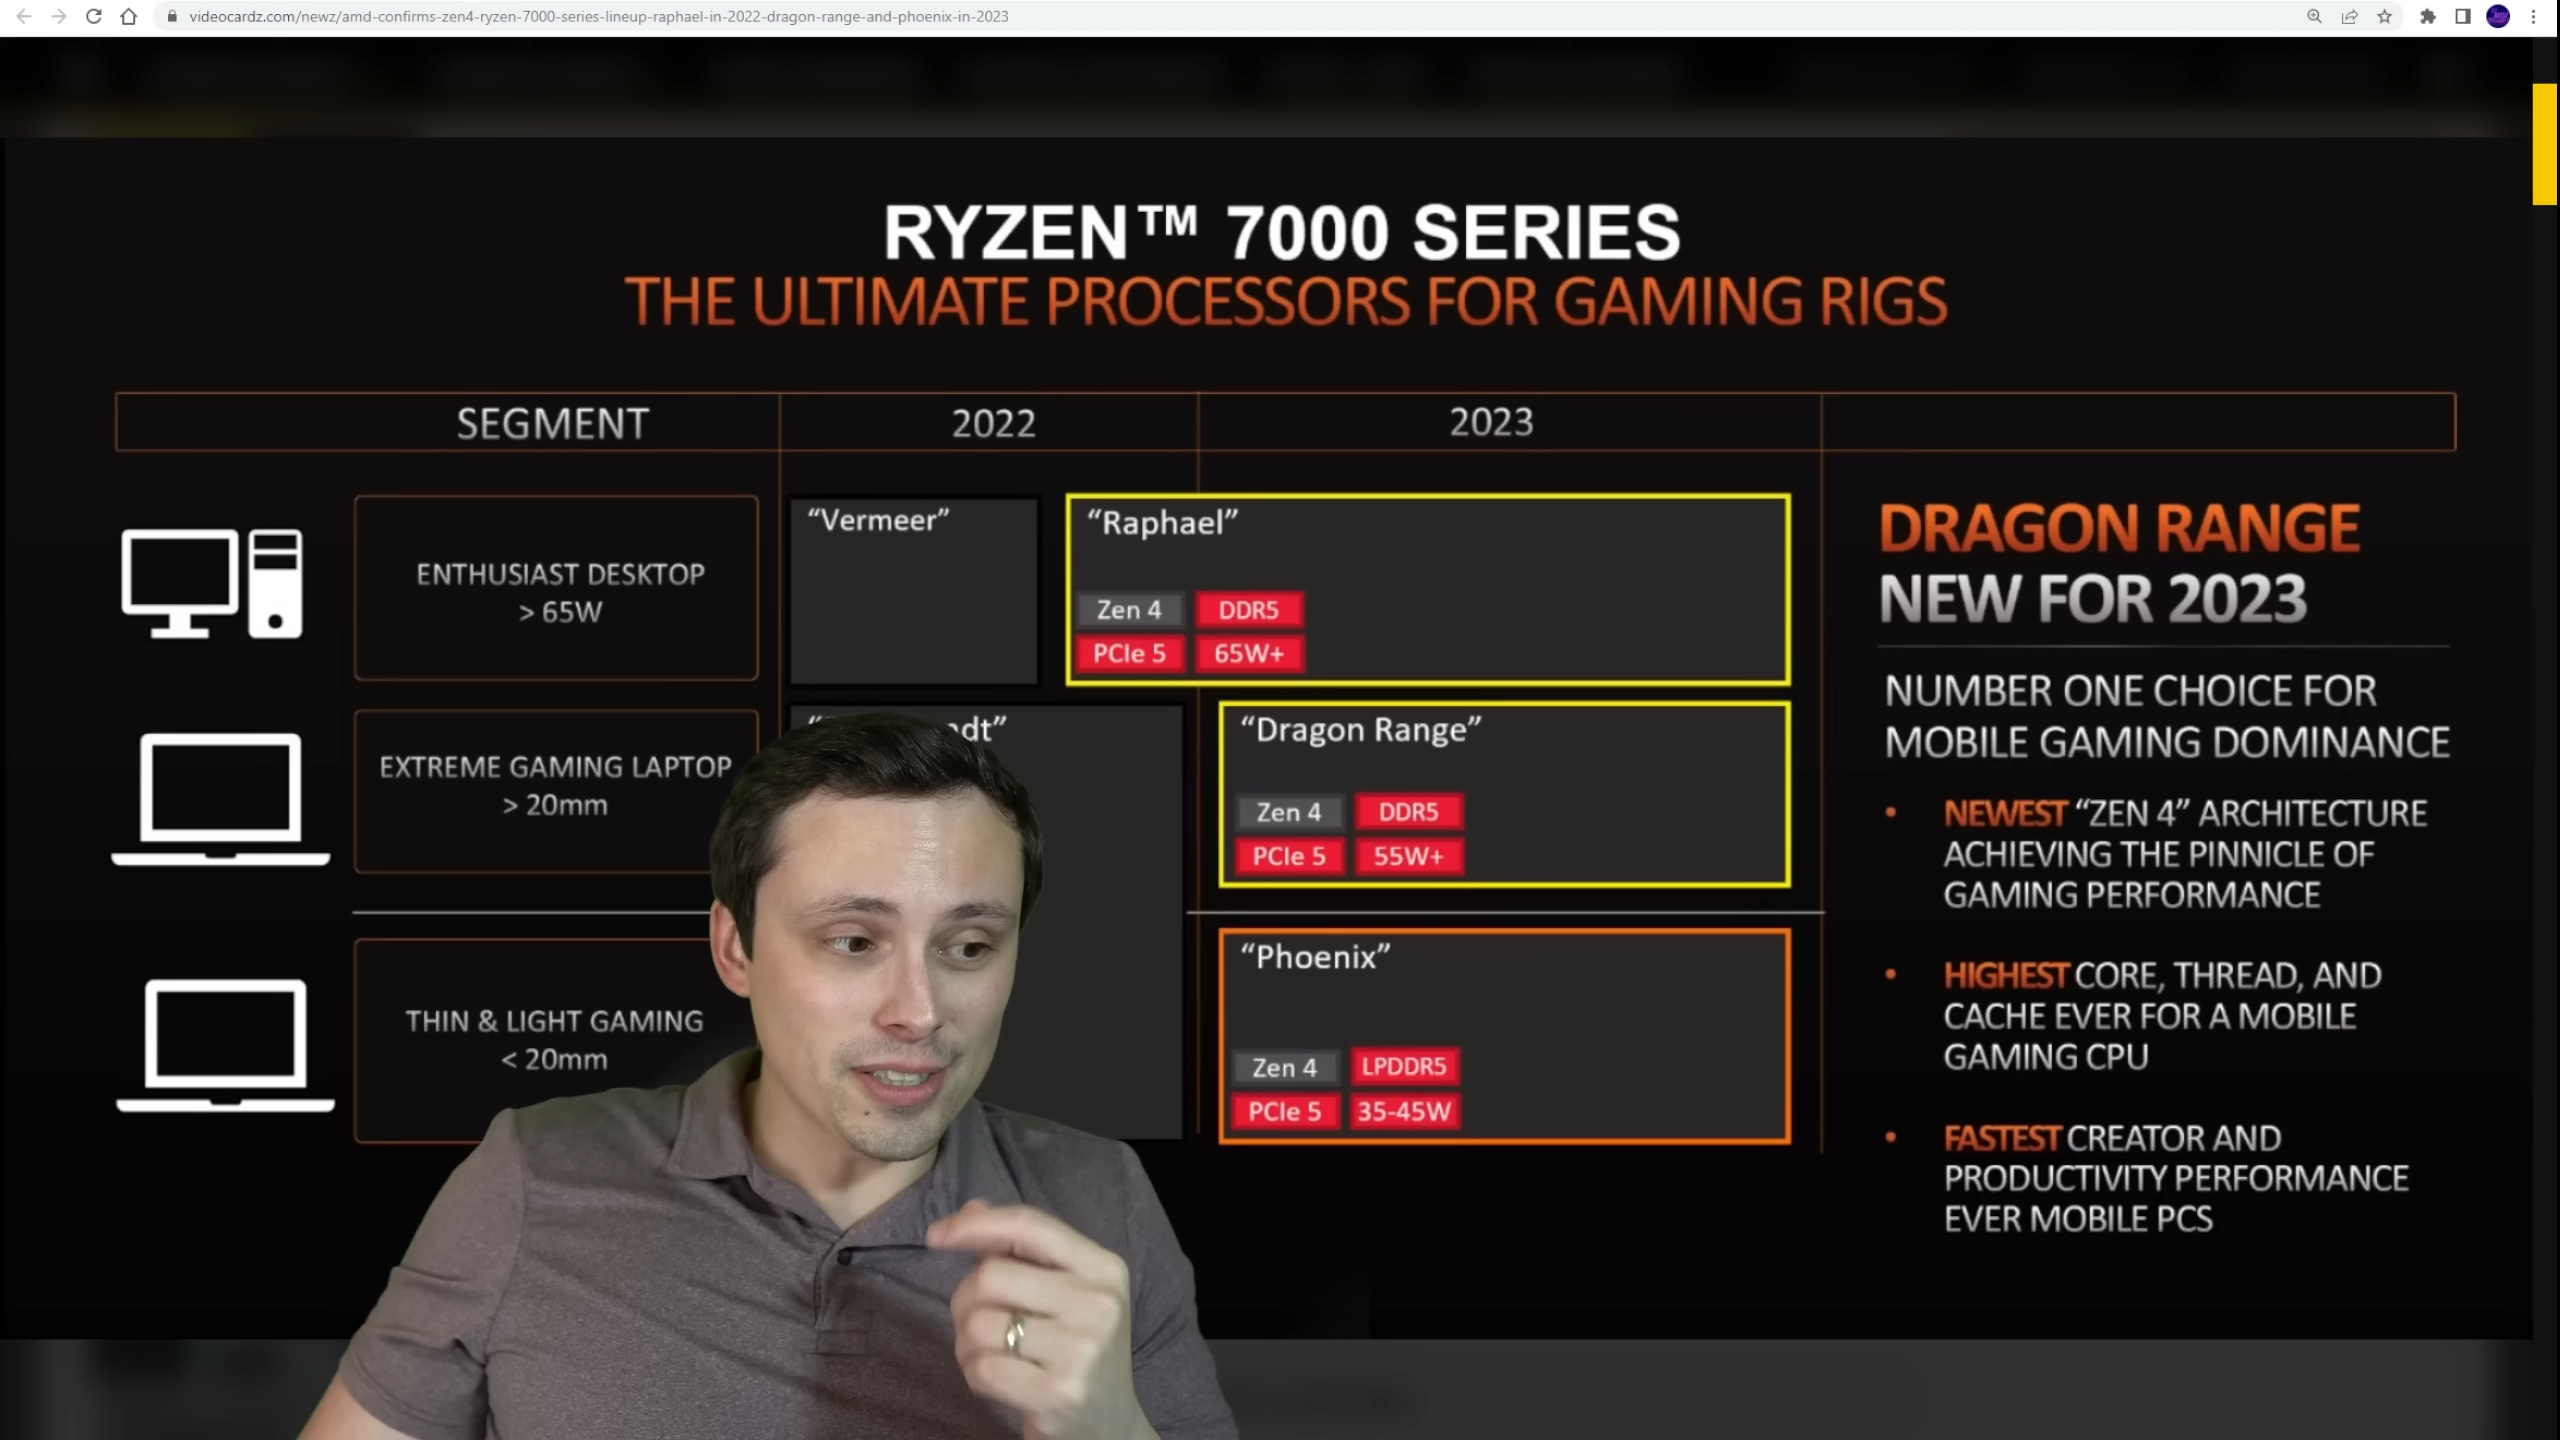 videocardz.com/newz/amd-confirms-zen4-ryzen-7000-series-lineup-raphael-in-2022-dragon-range-and-phoenix-in-2023
RYZEN™ 7000 SERIES
THE ULTIMATE PROCESSORS FOR GAMING RIGS
SEGMENT
2022
2023
ENTHUSIAST DESKTOP
> 65W
“Vermeer”
“Raphael”
Zen 4
DDR5
PCIe 5
65W+
EXTREME GAMING LAPTOP
> 20mm
“Dragon Range”
Zen 4
DDR5
PCIe 5
55W+
THIN & LIGHT GAMING
< 20mm
“Phoenix”
Zen 4
LPDDR5
PCIe 5
35-45W
DRAGON RANGE
NEW FOR 2023
NUMBER ONE CHOICE FOR
MOBILE GAMING DOMINANCE
• NEWEST “ZEN 4” ARCHITECTURE
ACHIEVING THE PINNICLE OF
GAMING PERFORMANCE
• HIGHEST CORE, THREAD, AND
CACHE EVER FOR A MOBILE
GAMING CPU
• FASTEST CREATOR AND
PRODUCTIVITY PERFORMANCE
EVER MOBILE PCS